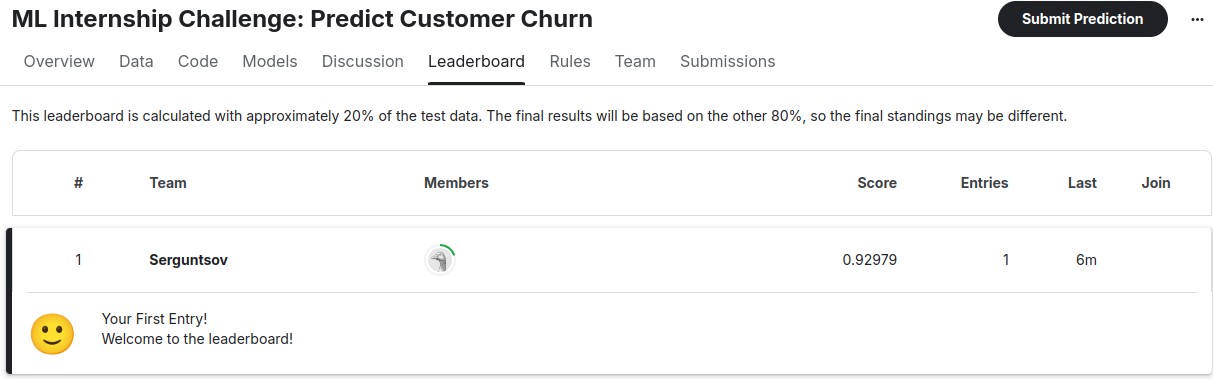 ML Internship Challenge: Predict Customer Churn
Submit Prediction
Overview Data Code Models Discussion Leaderboard Rules Team Submissions
This leaderboard is calculated with approximately 20% of the test data. The final results will be based on the other 80%, so the final standings may be different.
# Team Members Score Entries Last Join
1 Serguntsov 0.92979 1 6m
Your First Entry!
Welcome to the leaderboard!